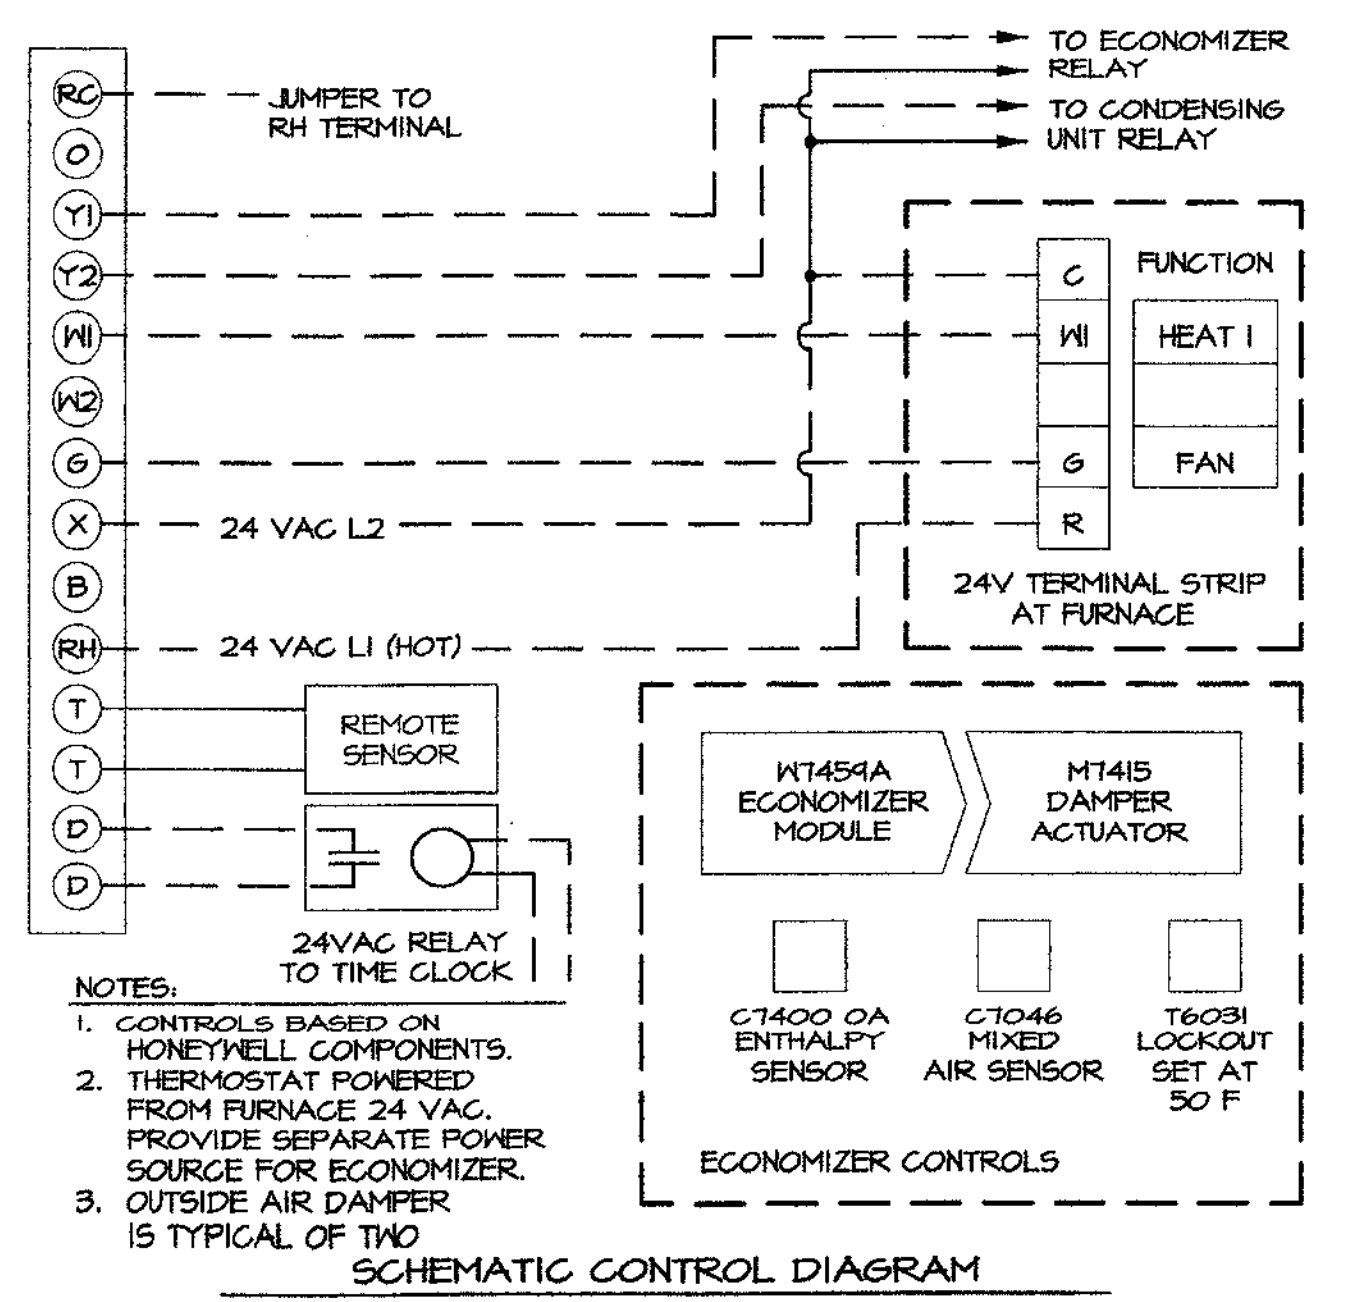 TO ECONOMIZER
RELAY
TO CONDENSING
UNIT RELAY
RC
JUMPER TO
RH TERMINAL
O
Y1
Y2
W1
W2
G
24 VAC L2
X
B
24 VAC L1 (HOT)
RH
T
T
D
D
C
W1
G
R
FUNCTION
HEAT 1
FAN
24V TERMINAL STRIP
AT FURNACE
REMOTE
SENSOR
24VAC RELAY
TO TIME CLOCK
W7459A
ECONOMIZER
MODULE
M7415
DAMPER
ACTUATOR
C7400 OA
ENTHALPY
SENSOR
C7046
MIXED
AIR SENSOR
T6031
LOCKOUT
SET AT
50 F
ECONOMIZER CONTROLS
NOTES:
1. CONTROLS BASED ON
HONEYWELL COMPONENTS.
2. THERMOSTAT POWERED
FROM FURNACE 24 VAC.
PROVIDE SEPARATE POWER
SOURCE FOR ECONOMIZER.
3. OUTSIDE AIR DAMPER
IS TYPICAL OF TWO
SCHEMATIC CONTROL DIAGRAM